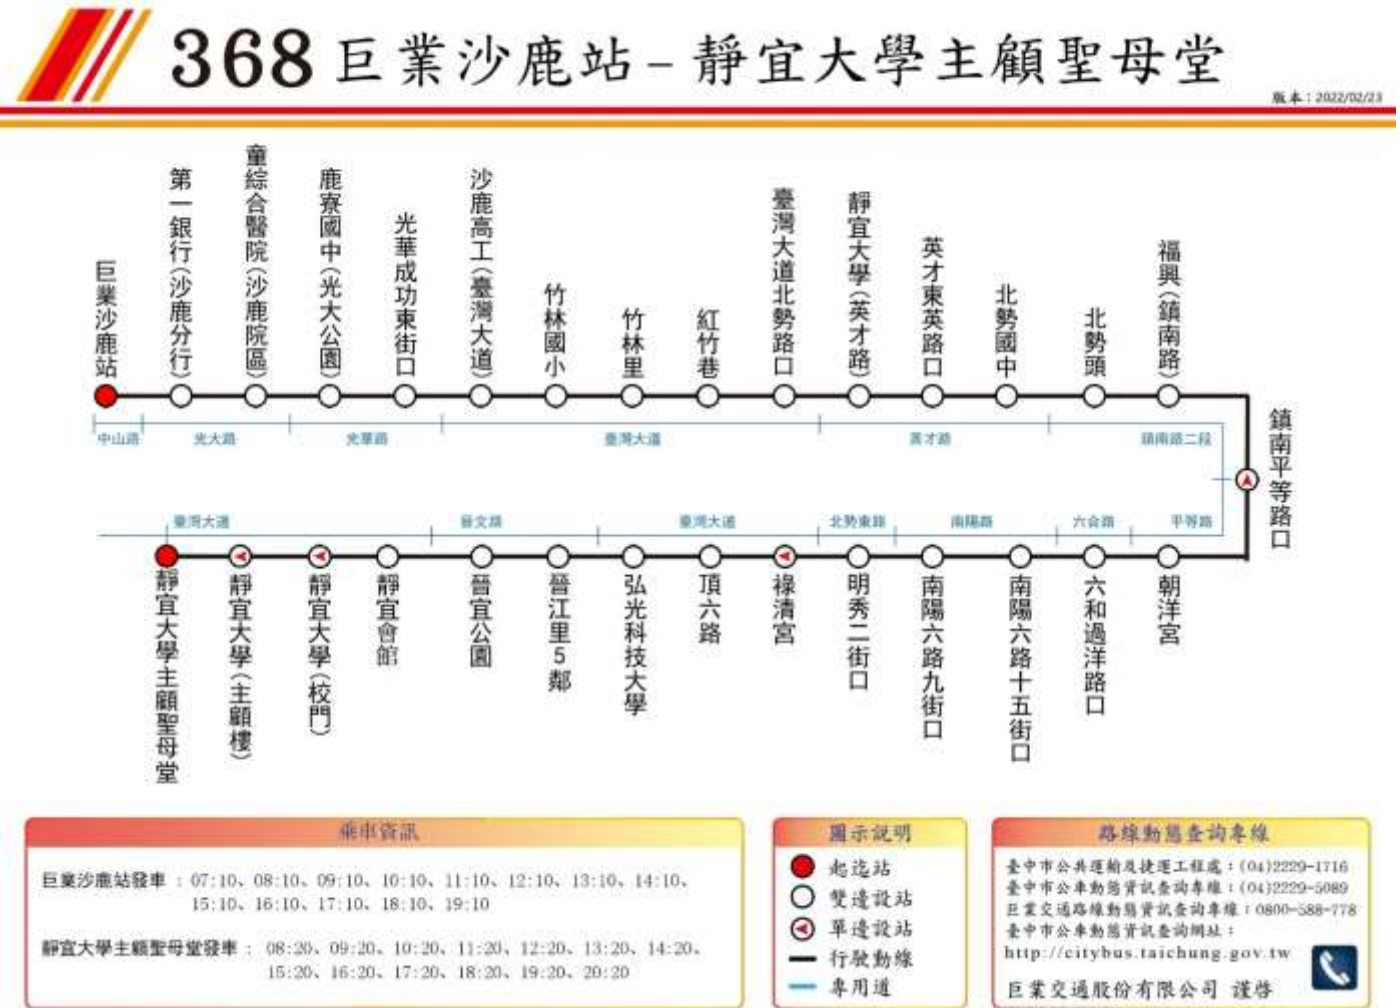 368 巨業沙鹿站-靜宜大學主顧聖母堂
版本：2022/02/23
巨業沙鹿站
第一銀行(沙鹿分行)
童綜合醫院(沙鹿院區)
鹿寮國中(光大公園)
光華成功東街口
沙鹿高工(臺灣大道)
竹林國小
竹林里
紅竹巷
臺灣大道北勢路口
靜宜大學(英才路)
英才東英路口
北勢國中
北勢頭
福興(鎮南路)
中山路
光大路
光華路
臺灣大道
英才路
鎮南路二段
鎮南平等路口
臺灣大道
晉文路
臺灣大道
北勢東路
南陽路
六合路
平等路
靜宜大學主顧聖母堂
靜宜大學(主顧樓)
靜宜大學(校門)
靜宜會館
晉宜公園
晉江里5鄰
弘光科技大學
頂六路
祿清宮
明秀二街口
南陽六路九街口
南陽六路十五街口
六和過洋路口
朝洋宮
乘車資訊
巨業沙鹿站發車 : 07:10、08:10、09:10、10:10、11:10、12:10、13:10、14:10、
15:10、16:10、17:10、18:10、19:10
靜宜大學主顧聖母堂發車 : 08:20、09:20、10:20、11:20、12:20、13:20、14:20、
15:20、16:20、17:20、18:20、19:20、20:20
圖示說明
起迄站
雙邊設站
單邊設站
行駛動線
專用道
路線動態查詢專線
臺中市公共運輸及捷運工程處：(04)2229-1716
臺中市公車動態資訊查詢專線：(04)2229-5089
巨業交通路線動態資訊查詢專線：0800-588-778
臺中市公車動態資訊查詢網址：
http://citybus.taichung.gov.tw
巨業交通股份有限公司 謹啓